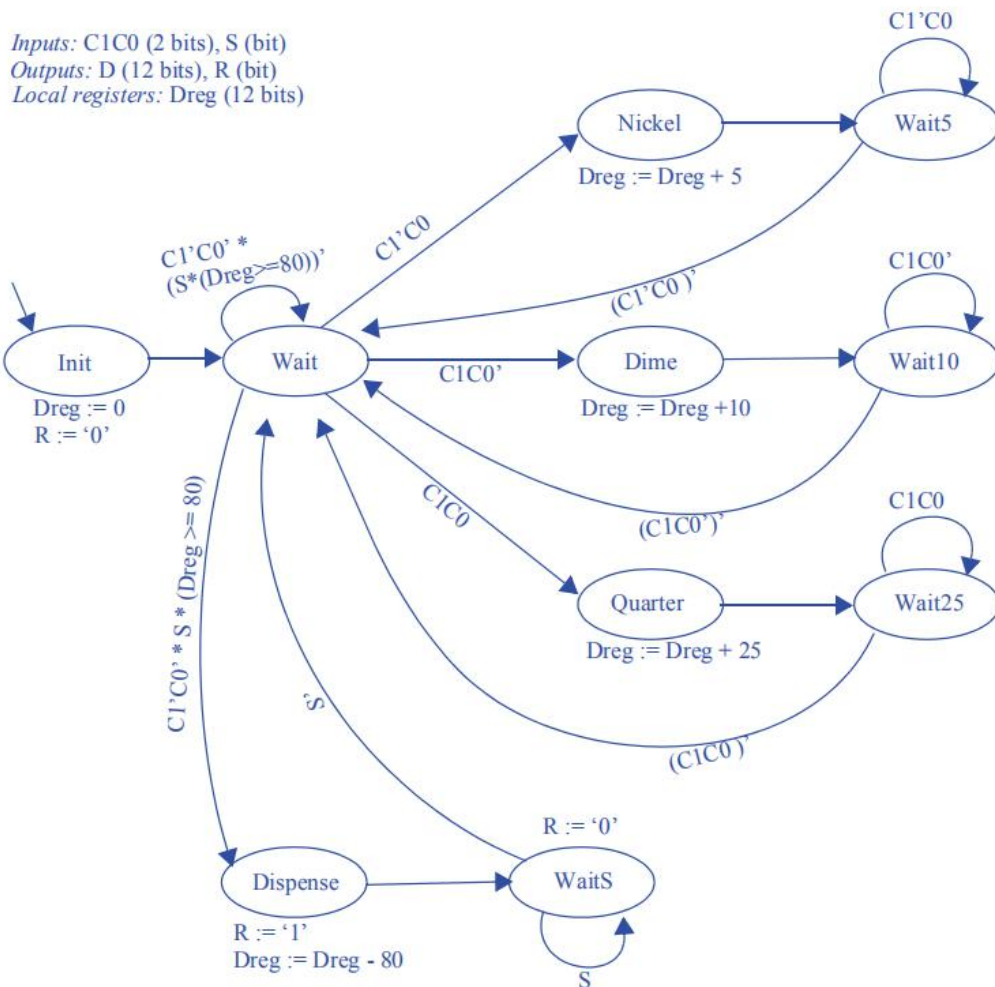 Inputs: C1C0 (2 bits), S (bit)
Outputs: D (12 bits), R (bit)
Local registers: Dreg (12 bits)
C1’C0
Nickel
Wait5
Dreg := Dreg + 5
C1’C0
(C1’C0)’
C1’C0’ *
(S*(Dreg>=80))’
Init
Dreg := 0
R := ‘0’
Wait
C1C0’
Dime
Dreg := Dreg +10
C1C0’
Wait10
(C1C0’)’
C1C0
Quarter
Dreg := Dreg + 25
C1C0
Wait25
(C1C0)’
C1’C0’ * S * (Dreg >= 80)
S’
R := ‘0’
Dispense
WaitS
R := ‘1’
Dreg := Dreg - 80
S